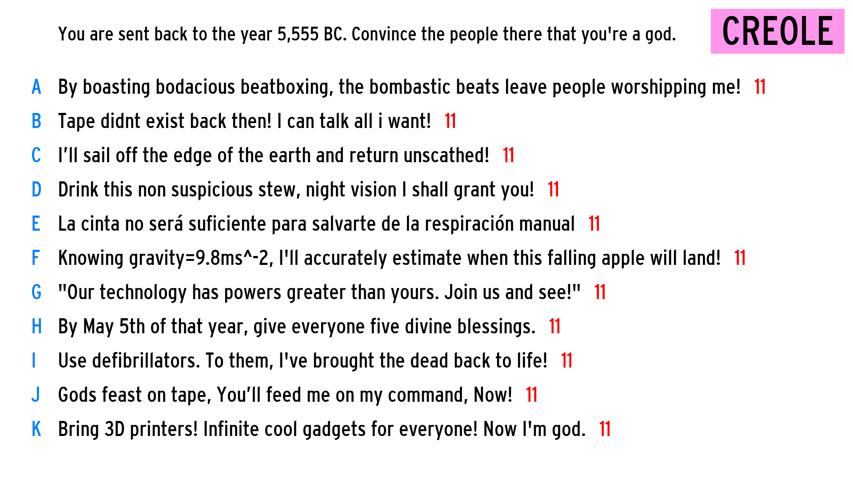 You are sent back to the year 5,555 BC. Convince the people there that you're a god.
CREOLE
A By boasting bodacious beatboxing, the bombastic beats leave people worshipping me! 11
B Tape didnt exist back then! I can talk all i want! 11
C I’ll sail off the edge of the earth and return unscathed! 11
D Drink this non suspicious stew, night vision I shall grant you! 11
E La cinta no será suficiente para salvarte de la respiración manual 11
F Knowing gravity=9.8ms^-2, I'll accurately estimate when this falling apple will land! 11
G "Our technology has powers greater than yours. Join us and see!" 11
H By May 5th of that year, give everyone five divine blessings. 11
I Use defibrillators. To them, I've brought the dead back to life! 11
J Gods feast on tape, You’ll feed me on my command, Now! 11
K Bring 3D printers! Infinite cool gadgets for everyone! Now I'm god. 11